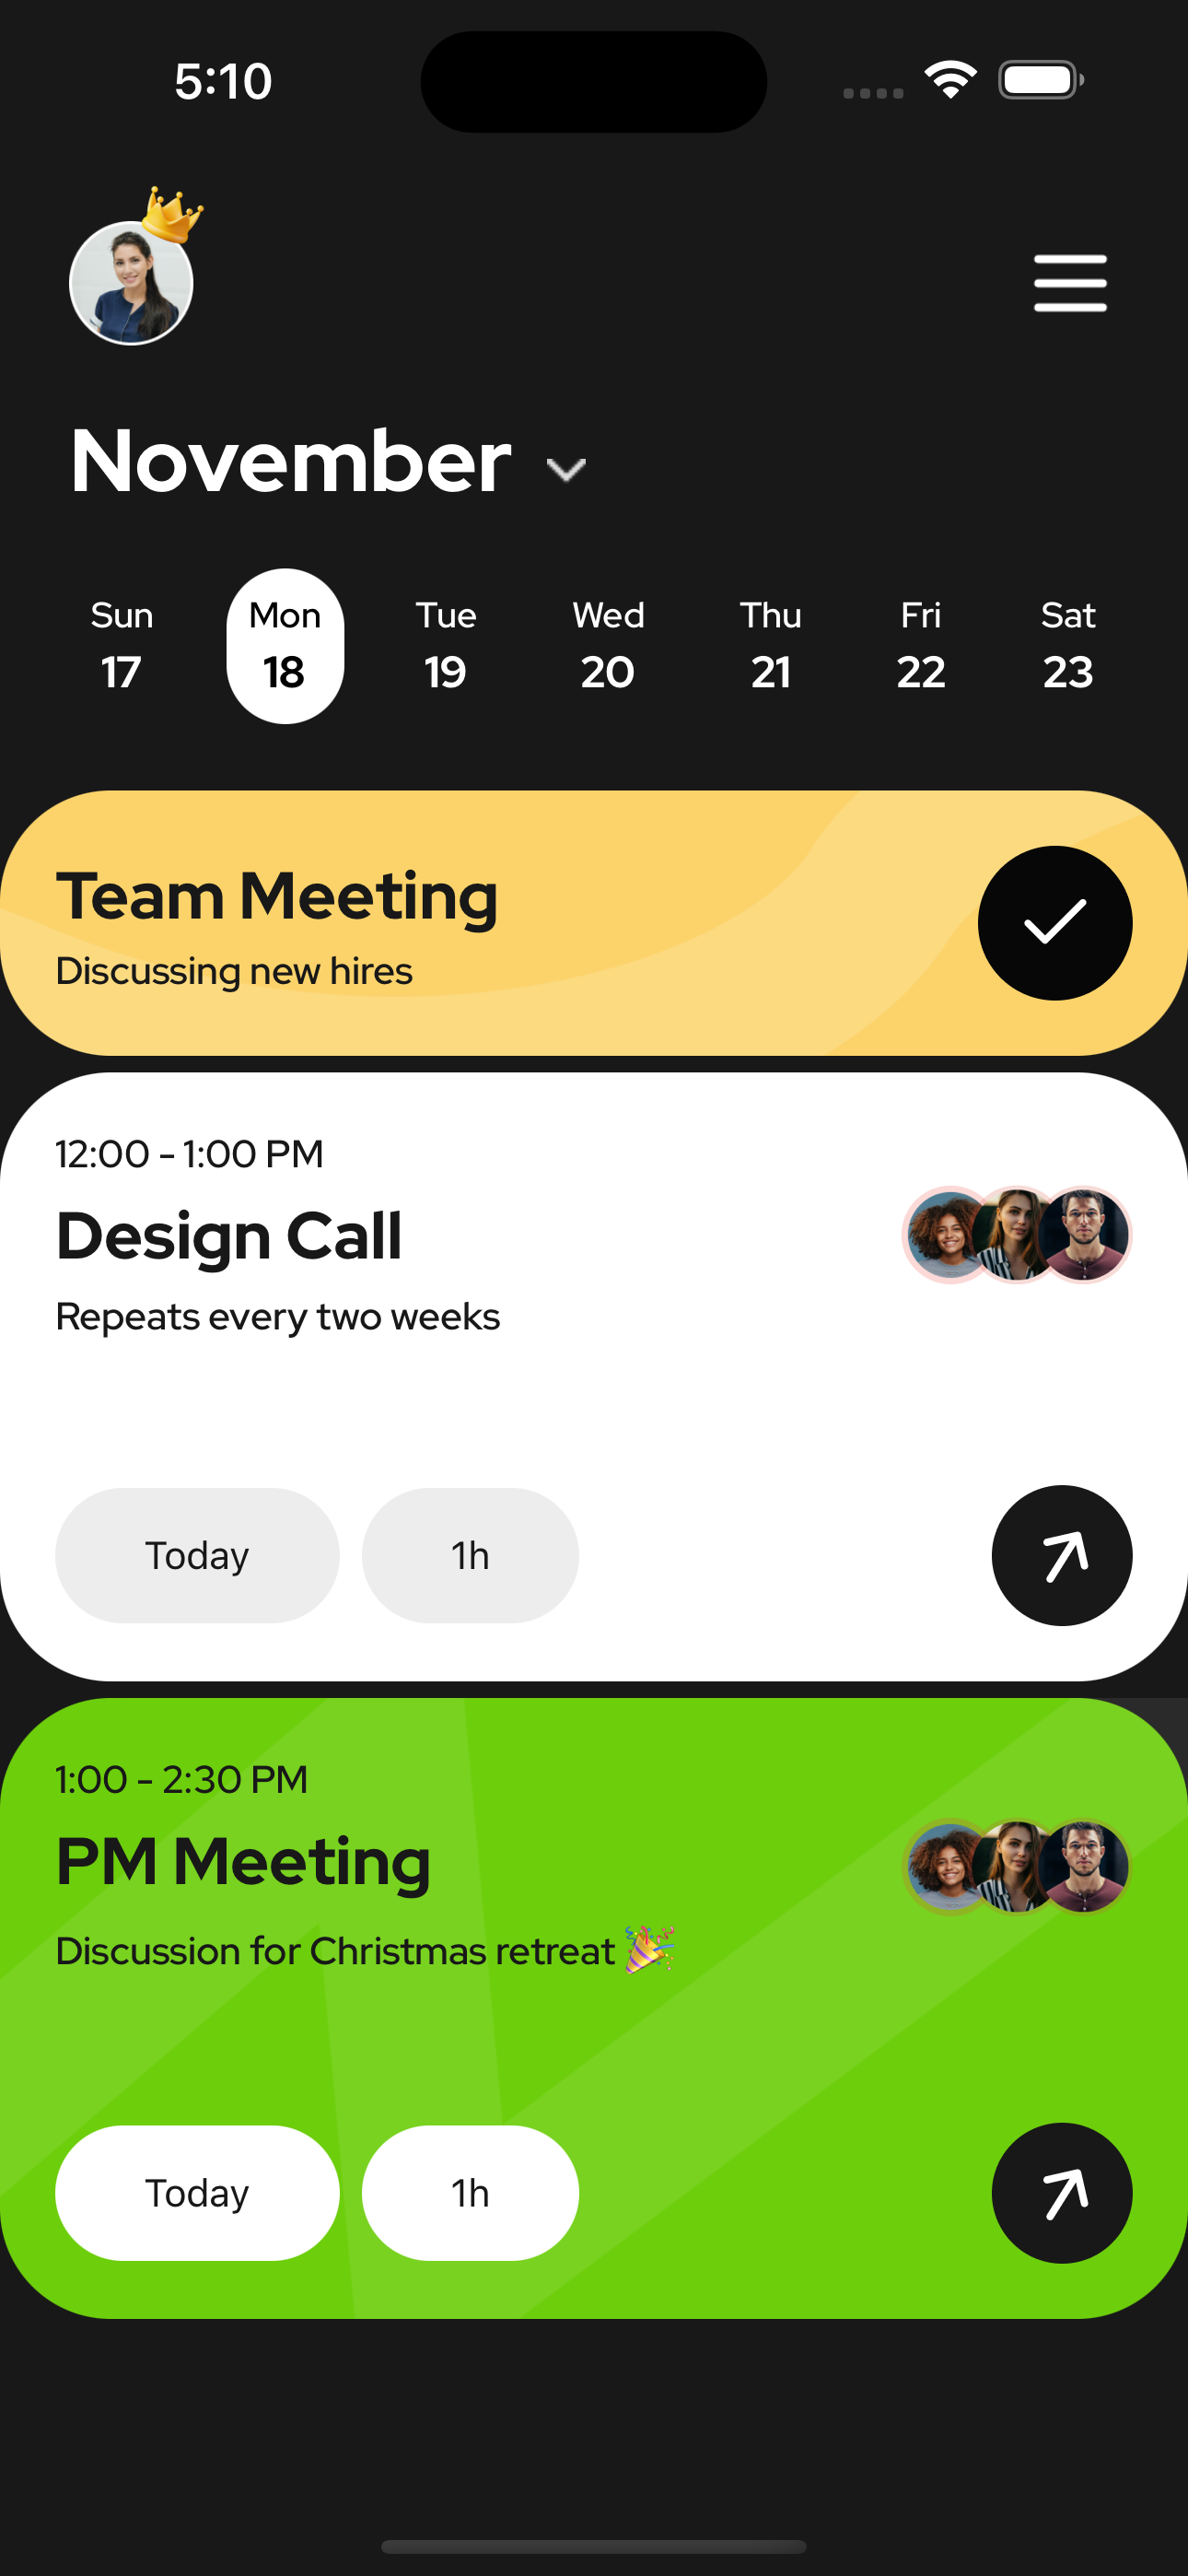 5:10
November
Sun Mon Tue Wed Thu Fri Sat
17 18 19 20 21 22 23
Team Meeting
Discussing new hires
12:00 - 1:00 PM
Design Call
Repeats every two weeks
Today 1h
1:00 - 2:30 PM
PM Meeting
Discussion for Christmas retreat 🎉
Today 1h